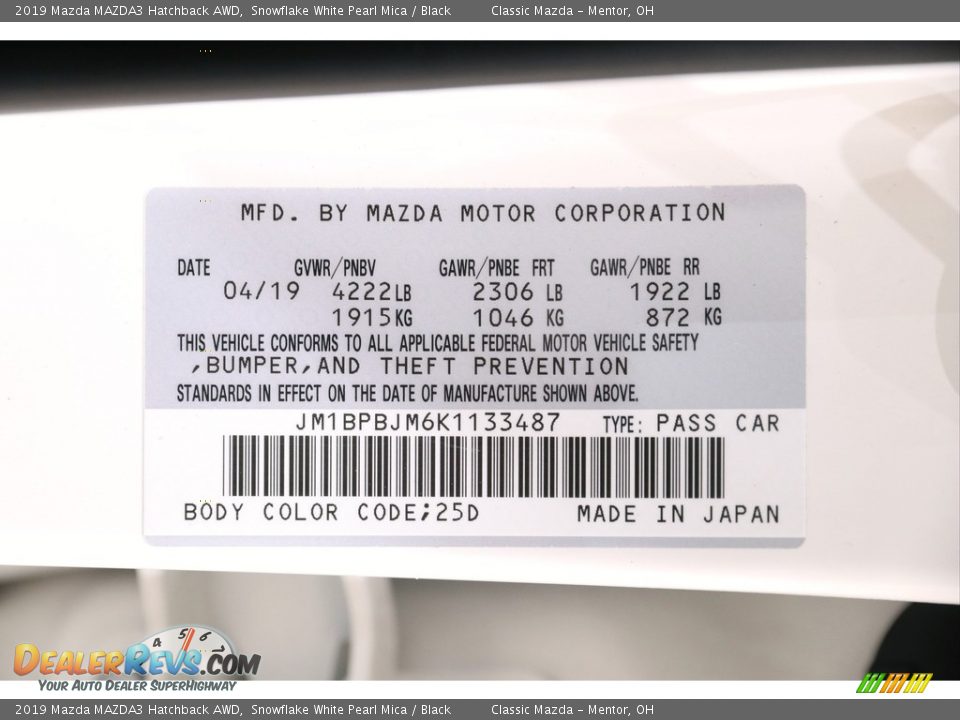 2019 Mazda MAZDA3 Hatchback AWD, Snowflake White Pearl Mica / Black Classic Mazda – Mentor, OH
MFD. BY MAZDA MOTOR CORPORATION
DATE GVWR/PNBV GAWR/PNBE FRT GAWR/PNBE RR
04/19 4222LB 2306 LB 1922 LB
1915KG 1046 KG 872 KG
THIS VEHICLE CONFORMS TO ALL APPLICABLE FEDERAL MOTOR VEHICLE SAFETY
,BUMPER,AND THEFT PREVENTION
STANDARDS IN EFFECT ON THE DATE OF MANUFACTURE SHOWN ABOVE.
JM1BPBJM6K1133487 TYPE: PASS CAR
BODY COLOR CODE;25D MADE IN JAPAN
4 5 6 7
DealerRevs.com
Your Auto Dealer SuperHighway
2019 Mazda MAZDA3 Hatchback AWD, Snowflake White Pearl Mica / Black Classic Mazda – Mentor, OH